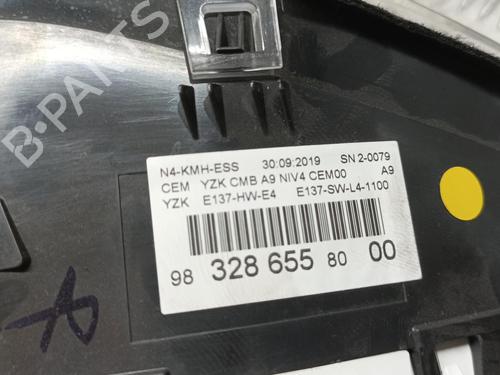 B-PARTS
N4-KMH-ESS 30:09:2019 SN 2-0079
CEM YZK CMB A9 NIV4 CEM00 A9
YZK E137-HW-E4 E137-SW-L4-1100
98 328 655 80 00